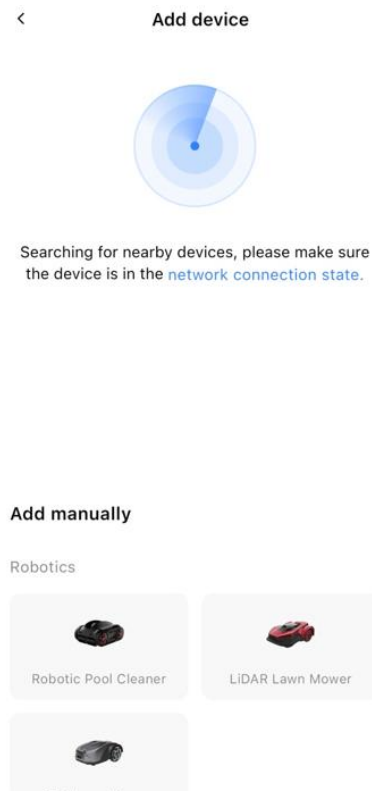 Add device
Searching for nearby devices, please make sure
the device is in the network connection state.
Add manually
Robotics
Robotic Pool Cleaner
LiDAR Lawn Mower